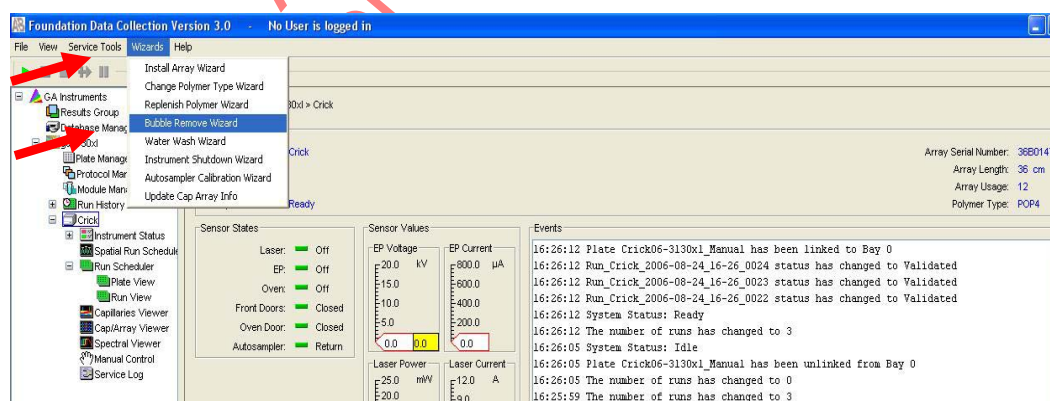 Foundation Data Collection Version 3.0 - No User is logged in
File View Service Tools Wizards Help
Install Array Wizard
Change Polymer Type Wizard
Replenish Polymer Wizard
Bubble Remove Wizard
Water Wash Wizard
Instrument Shutdown Wizard
Autosampler Calibration Wizard
Update Cap Array Info
GA Instruments
Results Group
Database Manag
Plate Manage
Protocol Man
Module Man
Run History
Crick
Instrument Status
Spatial Run Schedule
Run Scheduler
Plate View
Run View
Capillaries Viewer
Cap/Array Viewer
Spectral Viewer
Manual Control
Service Log
30xl > Crick
Crick
Ready
Array Serial Number: 36B014
Array Length: 36 cm
Array Usage: 12
Polymer Type: POP4
Sensor States
Laser: Off
EP: Off
Oven: Off
Front Doors: Closed
Oven Door: Closed
Autosampler: Return
Sensor Values
EP Voltage
20.0 kV
15.0
10.0
5.0
0.0 0.0
EP Current
800.0 µA
600.0
400.0
200.0
0.0
Laser Power
25.0 mW
20.0
Laser Current
12.0 A
9.0
Events
16:26:12 Plate Crick06-3130xl_Manual has been linked to Bay 0
16:26:12 Run_Crick_2006-08-24_16-26_0024 status has changed to Validated
16:26:12 Run_Crick_2006-08-24_16-26_0023 status has changed to Validated
16:26:12 Run_Crick_2006-08-24_16-26_0022 status has changed to Validated
16:26:12 System Status: Ready
16:26:12 The number of runs has changed to 3
16:26:05 System Status: Idle
16:26:05 Plate Crick06-3130xl_Manual has been unlinked from Bay 0
16:26:05 The number of runs has changed to 0
16:25:59 The number of runs has changed to 3